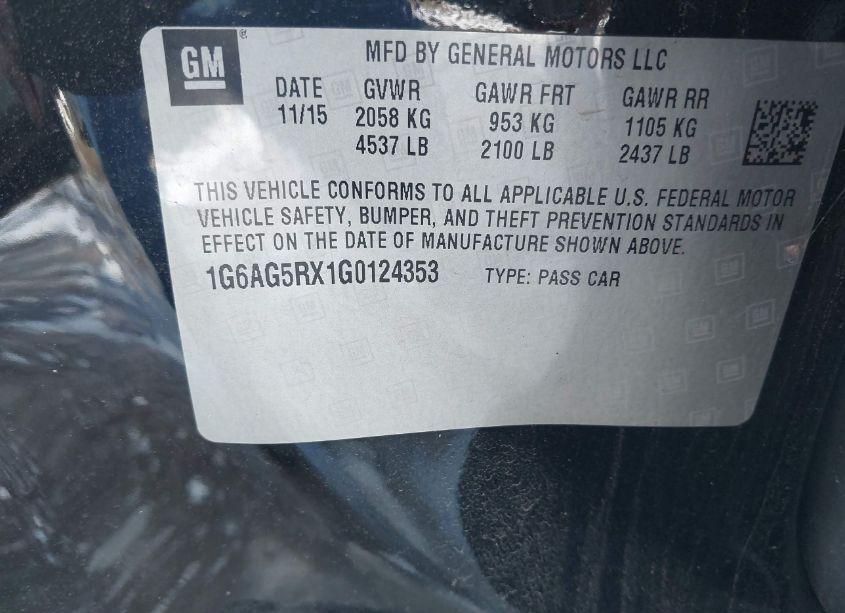 GM
MFD BY GENERAL MOTORS LLC
DATE GVWR GAWR FRT GAWR RR
11/15 2058 KG 953 KG 1105 KG
4537 LB 2100 LB 2437 LB
THIS VEHICLE CONFORMS TO ALL APPLICABLE U.S. FEDERAL MOTOR
VEHICLE SAFETY, BUMPER, AND THEFT PREVENTION STANDARDS IN
EFFECT ON THE DATE OF MANUFACTURE SHOWN ABOVE.
1G6AG5RX1G0124353 TYPE: PASS CAR